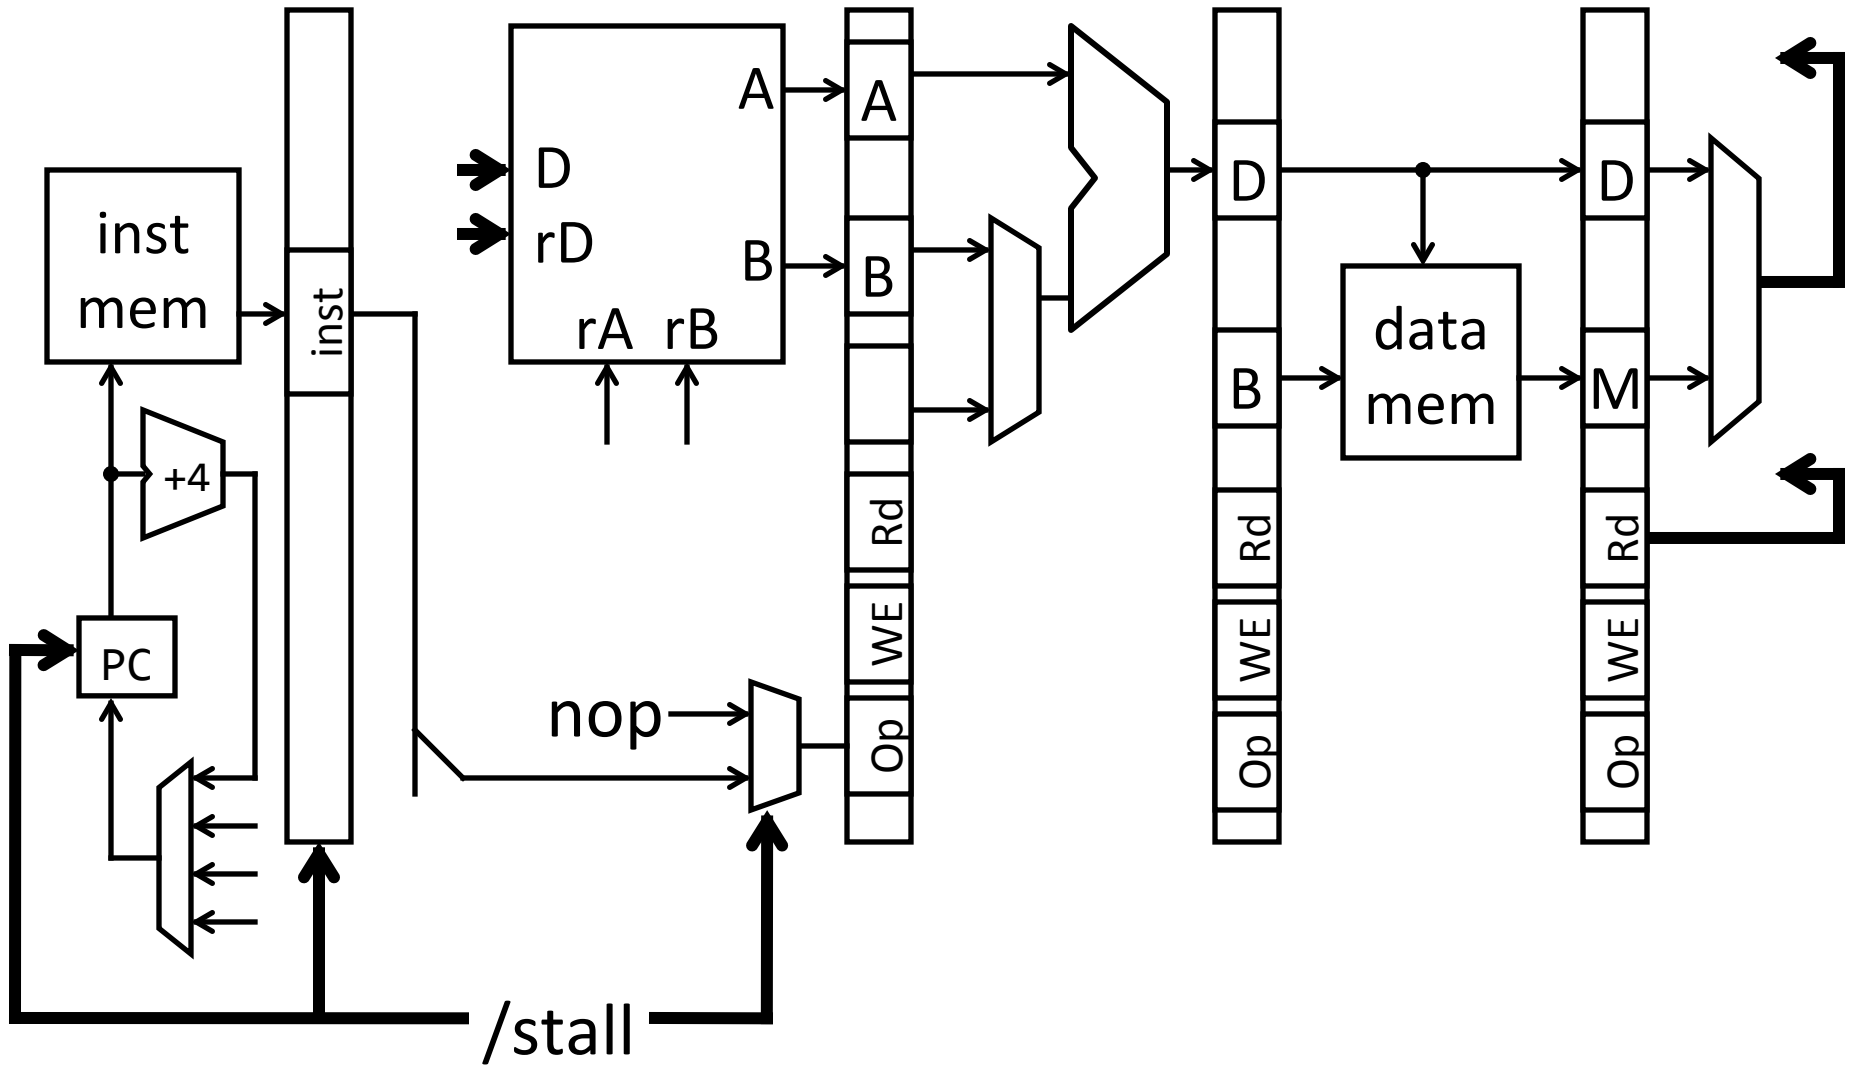 inst
mem
+4
PC
inst
D
rD
A
B
rA rB
nop
/stall
A
B
Rd
WE
Op
D
B
Rd
WE
Op
data
mem
D
M
Rd
WE
Op